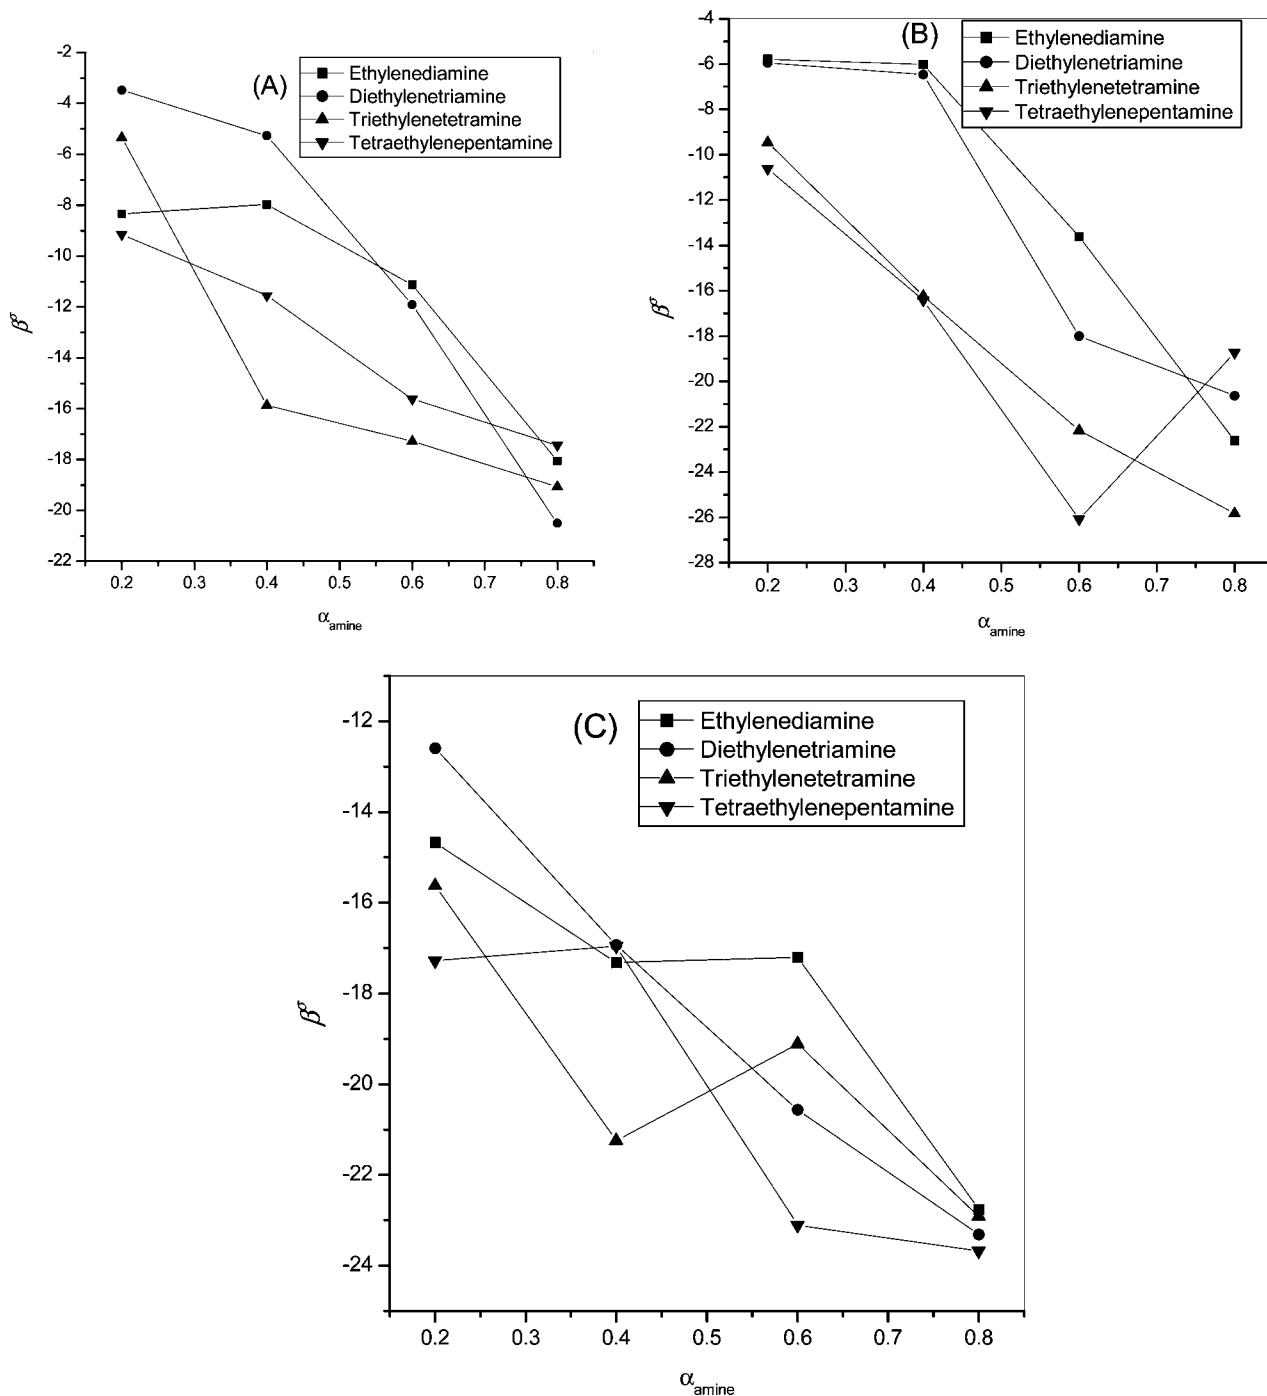 (A)
Ethylenediamine
Diethylenetriamine
Triethylenetetramine
Tetraethylenepentamine
-2
-4
-6
-8
-10
-12
-14
-16
-18
-20
-22
β^σ
0.2 0.3 0.4 0.5 0.6 0.7 0.8
α_amine
(B)
Ethylenediamine
Diethylenetriamine
Triethylenetetramine
Tetraethylenepentamine
-4
-6
-8
-10
-12
-14
-16
-18
-20
-22
-24
-26
-28
β^σ
0.2 0.3 0.4 0.5 0.6 0.7 0.8
α_amine
(C)
Ethylenediamine
Diethylenetriamine
Triethylenetetramine
Tetraethylenepentamine
-12
-14
-16
-18
-20
-22
-24
β^σ
0.2 0.3 0.4 0.5 0.6 0.7 0.8
α_amine